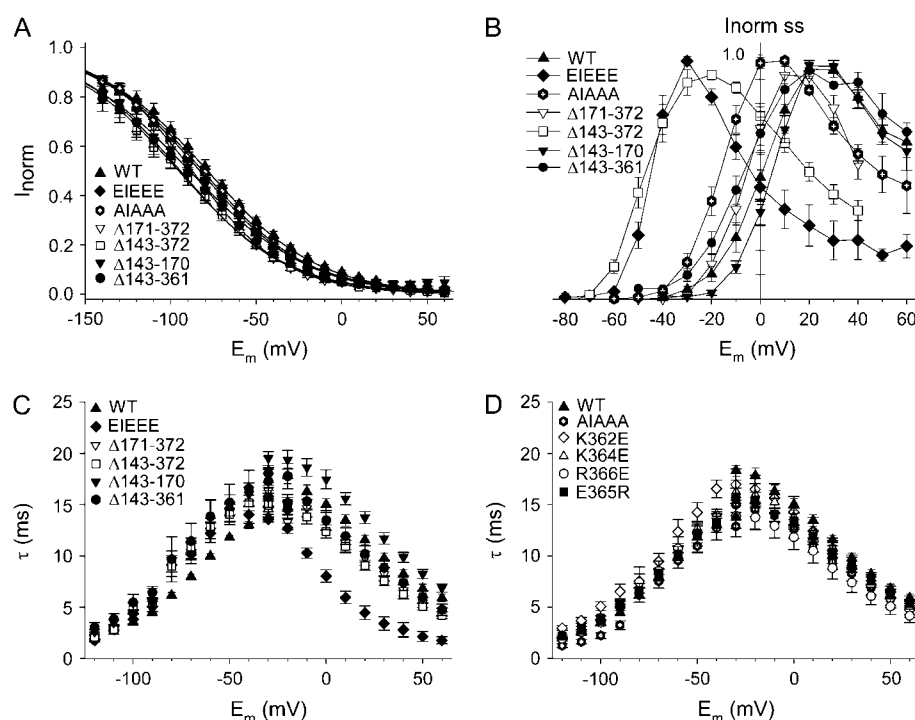 A
1.0
0.8
0.6
0.4
0.2
0.0
I norm
WT
EIEEE
AIAAA
Δ171-372
Δ143-372
Δ143-170
Δ143-361
-150 -100 -50 0 50
Em (mV)
B
Inorm ss
1.0
WT
EIEEE
AIAAA
Δ171-372
Δ143-372
Δ143-170
Δ143-361
-80 -60 -40 -20 0 20 40 60
Em (mV)
C
25
20
15
10
5
0
τ (ms)
WT
EIEEE
Δ171-372
Δ143-372
Δ143-170
Δ143-361
-100 -50 0 50
Em (mV)
D
25
20
15
10
5
0
τ (ms)
WT
AIAAA
K362E
K364E
R366E
E365R
-100 -50 0 50
Em (mV)